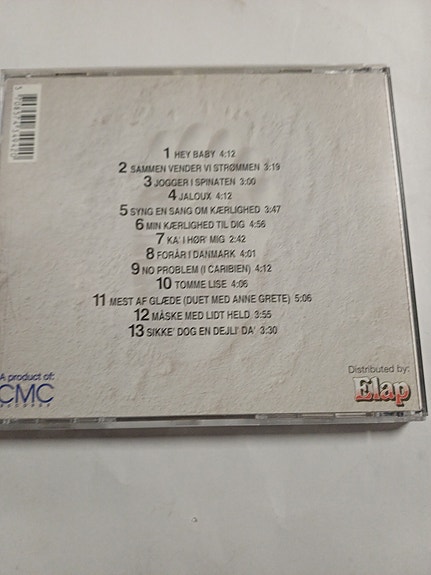 1 HEY BABY 4:12
2 SAMMEN VENDER VI STRØMMEN 3:19
3 JOGGER I SPINATEN 3:00
4 JALOUX 4:12
5 SYNG EN SANG OM KÆRLIGHED 3:47
6 MIN KÆRLIGHED TIL DIG 4:56
7 KA' I HØR' MIG 2:42
8 FORÅR I DANMARK 4:01
9 NO PROBLEM (I CARIBIEN) 4:12
10 TOMME LISE 4:06
11 MEST AF GLÆDE (DUET MED ANNE GRETE) 5:06
12 MÅSKE MED LIDT HELD 3:55
13 SIKKE' DOG EN DEJLI' DA' 3:30
A product of:
CMC
RECORDS
Distributed by:
Elap